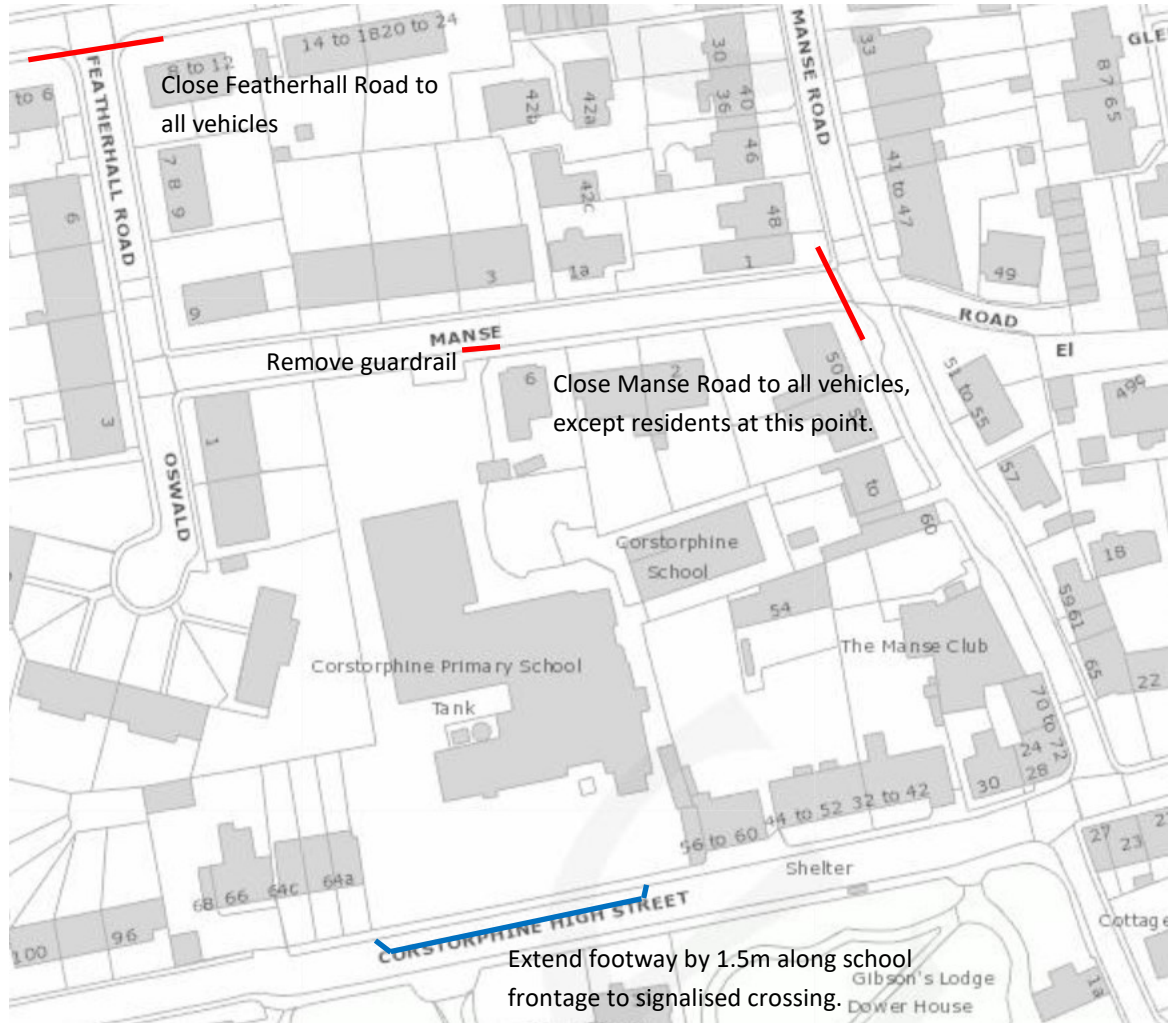 14 to 18 20 to 24
8 to 12
to 6
Close Featherhall Road to
all vehicles
FEATHERHALL ROAD
7 8 9
6
9
3
3
1
OSWALD
42b
42a
42c
1a
30
40
36
46
48
1
MANSE ROAD
33
41 to 47
87 65
GLE
49
ROAD
El
MANSE
Remove guardrail
6
2
50
Close Manse Road to all vehicles,
except residents at this point.
51 to 55
49c
57
to
60
18
Corstorphine
School
54
59 61
65
22
The Manse Club
Corstorphine Primary School
Tank
70 to 72
24
28
30
44 to 52 32 to 42
56 to 60
Shelter
27
23
68 66 64c 64a
100
96
CORSTORPHINE HIGH STREET
Extend footway by 1.5m along school
frontage to signalised crossing.
Gibson's Lodge
Dower House
Cottage
1a